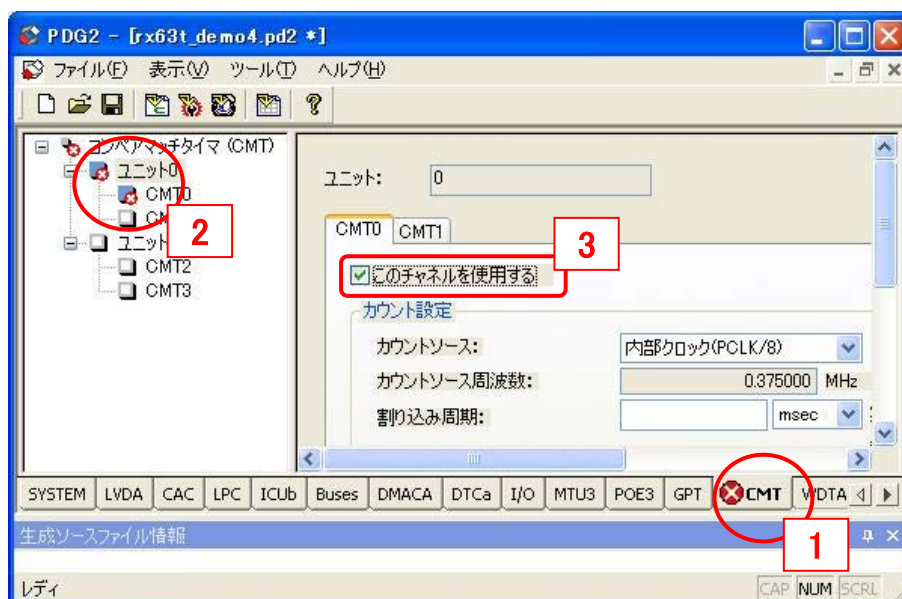 PDG2 - [rx63t_demo4.pd2 *]
ファイル(F) 表示(V) ツール(T) ヘルプ(H)
コンペアマッチタイマ (CMT)
ユニット0
CMT0
2
ユニット
CMT2
CMT3
ユニット: 0
CMT0 CMT1
3
このチャネルを使用する
カウント設定
カウントソース: 内部クロック(PCLK/8)
カウントソース周波数: 0.375000 MHz
割り込み周期: msec
SYSTEM LVDA CAC LPC ICUb Buses DMACA DTCa I/O MTU3 POE3 GPT CMT WDTA
1
生成ソースファイル情報
レディ CAP NUM SCRL